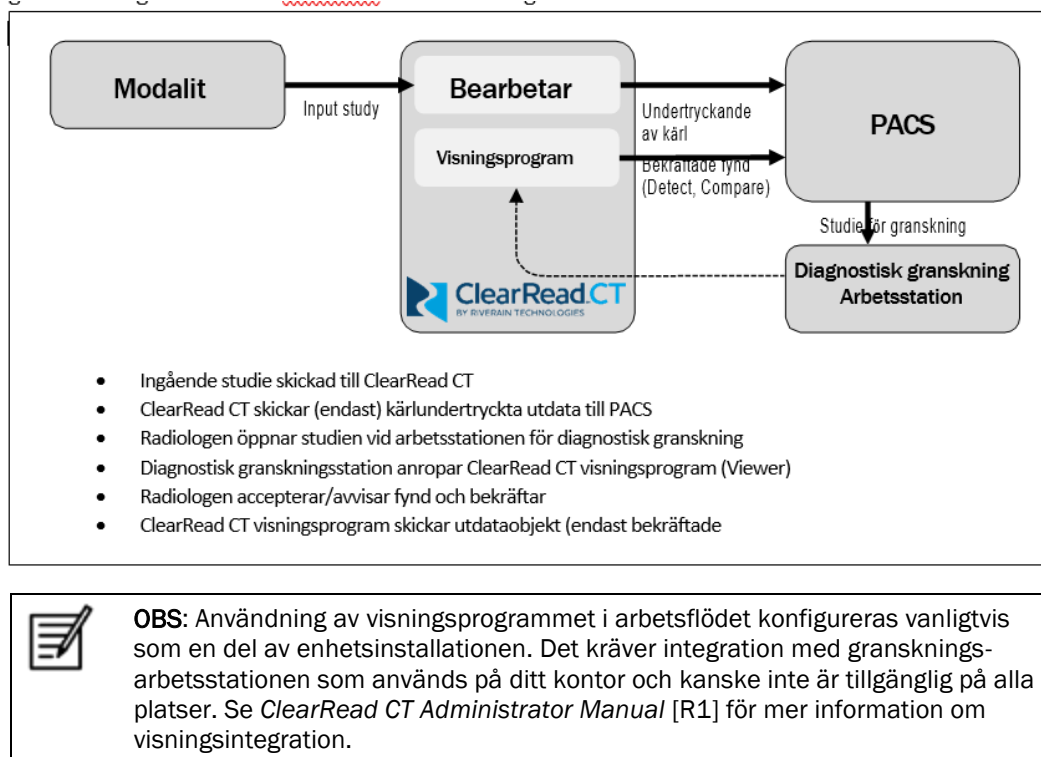 Modalit
Input study
Bearbetar
Visningsprogram
ClearRead.CT
BY RIVERAIN TECHNOLOGIES
Undertryckande
av kärl
Bekräftade fynd
(Detect, Compare)
PACS
Studie för granskning
Diagnostisk granskning
Arbetsstation
• Ingående studie skickad till ClearRead CT
• ClearRead CT skickar (endast) kärlundertryckta utdata till PACS
• Radiologen öppnar studien vid arbetsstationen för diagnostisk granskning
• Diagnostisk granskningsstation anropar ClearRead CT visningsprogram (Viewer)
• Radiologen accepterar/avvisar fynd och bekräftar
• ClearRead CT visningsprogram skickar utdataobjekt (endast bekräftade
OBS: Användning av visningsprogrammet i arbetsflödet konfigureras vanligtvis
som en del av enhetsinstallationen. Det kräver integration med gransknings-
arbetsstationen som används på ditt kontor och kanske inte är tillgänglig på alla
platser. Se ClearRead CT Administrator Manual [R1] för mer information om
visningsintegration.